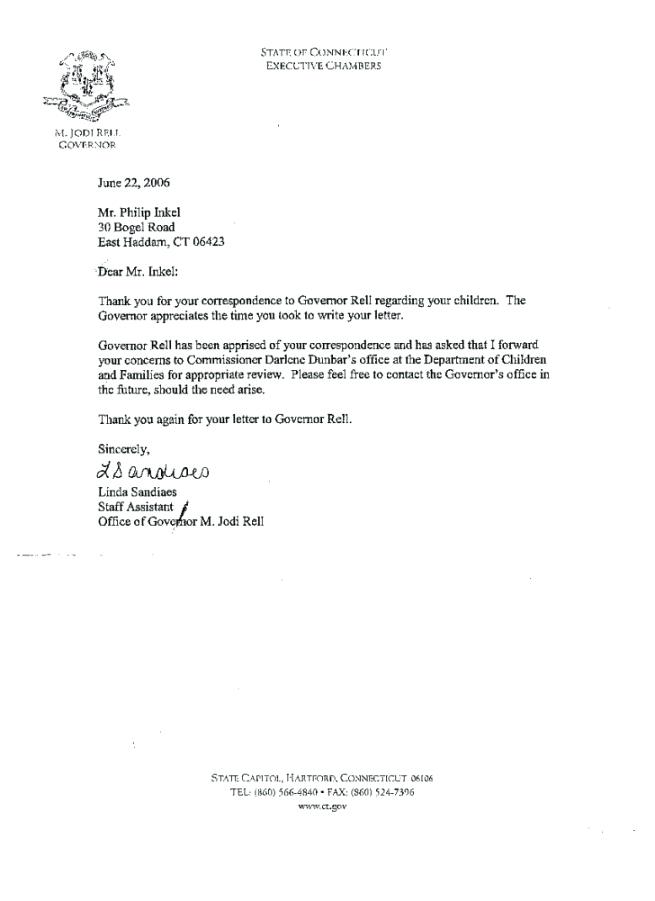 STATE OF CONNECTICUT
EXECUTIVE CHAMBERS
M. JODI RELL
GOVERNOR
June 22, 2006
Mr. Philip Inkel
30 Bogel Road
East Haddam, CT 06423
Dear Mr. Inkel:
Thank you for your correspondence to Governor Rell regarding your children. The
Governor appreciates the time you took to write your letter.
Governor Rell has been apprised of your correspondence and has asked that I forward
your concerns to Commissioner Darlene Dunbar's office at the Department of Children
and Families for appropriate review. Please feel free to contact the Governor's office in
the future, should the need arise.
Thank you again for your letter to Governor Rell.
Sincerely,
L Sandiaes
Linda Sandiaes
Staff Assistant
Office of Governor M. Jodi Rell
STATE CAPITOL, HARTFORD, CONNECTICUT 06106
TEL: (860) 566-4840 • FAX: (860) 524-7396
www.ct.gov